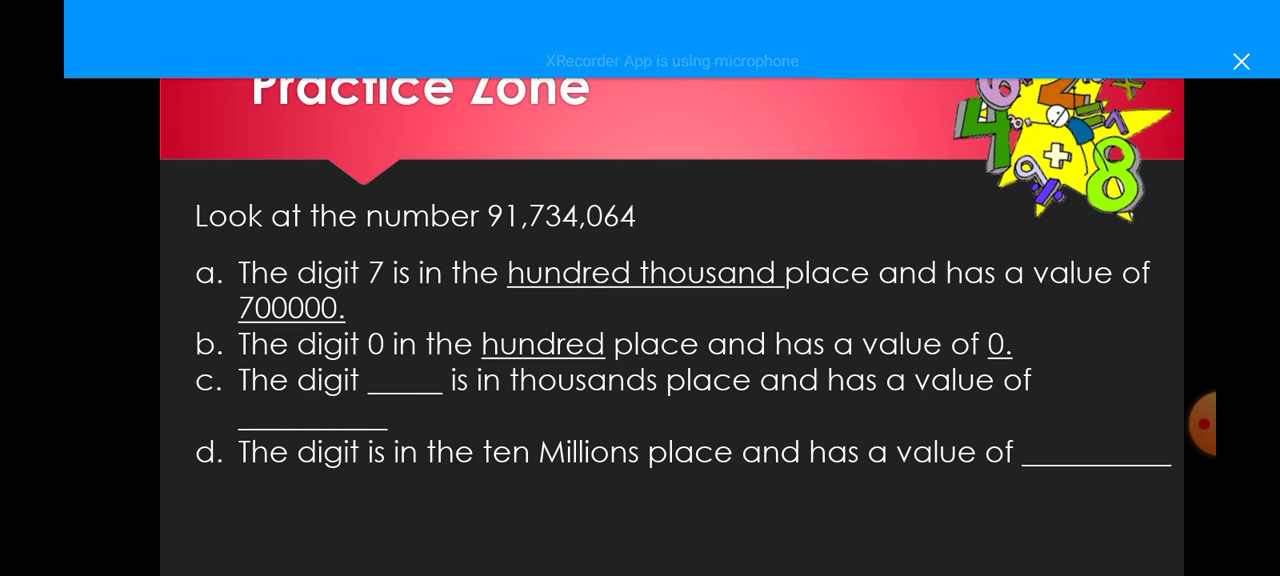 XRecorder App is using microphone
Practice Zone
Look at the number 91,734,064
a. The digit 7 is in the hundred thousand place and has a value of
700000.
b. The digit 0 in the hundred place and has a value of 0.
c. The digit _____ is in thousands place and has a value of
__________
d. The digit is in the ten Millions place and has a value of __________